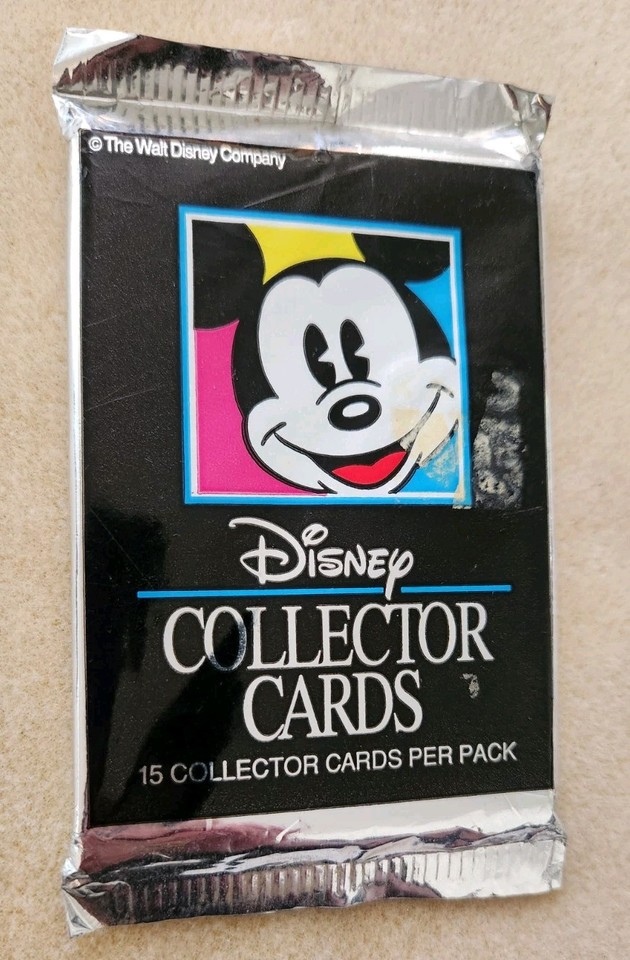 © The Walt Disney Company
Disney
COLLECTOR
CARDS
15 COLLECTOR CARDS PER PACK